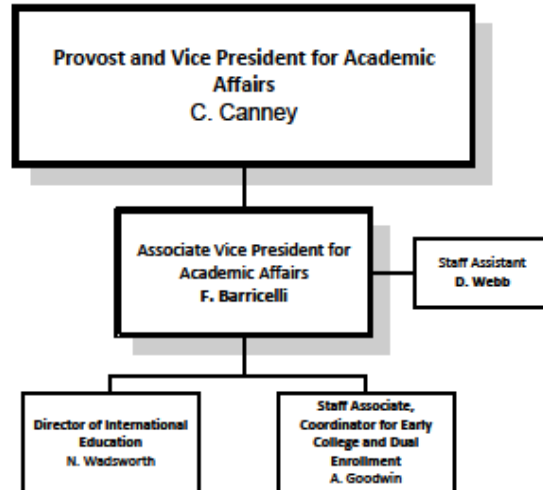 Provost and Vice President for Academic
Affairs
C. Canney
Associate Vice President for
Academic Affairs
F. Barricelli
Staff Assistant
D. Webb
Director of International
Education
N. Wadsworth
Staff Associate,
Coordinator for Early
College and Dual
Enrollment
A. Goodwin